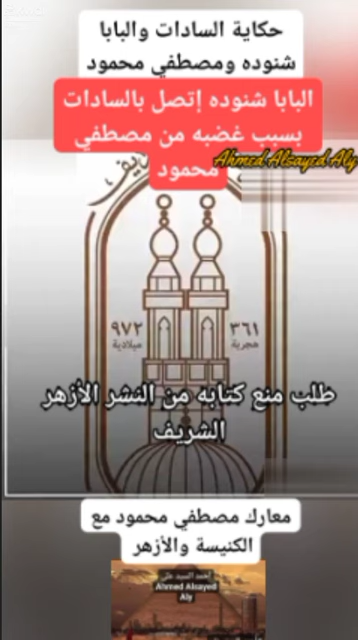 حكاية السادات والبابا
شنوده ومصطفي محمود
البابا شنوده إتصل بالسادات
بسبب غضبه من مصطفي
محمود
Ahmed Alsayed Aly
٩٧٢ ٣٦١
ميلادية هجرية
طلب منع كتابه من النشر الأزهر
الشريف
معارك مصطفي محمود مع
الكنيسة والأزهر
أحمد السيد علي
Ahmed Alsayed
Aly